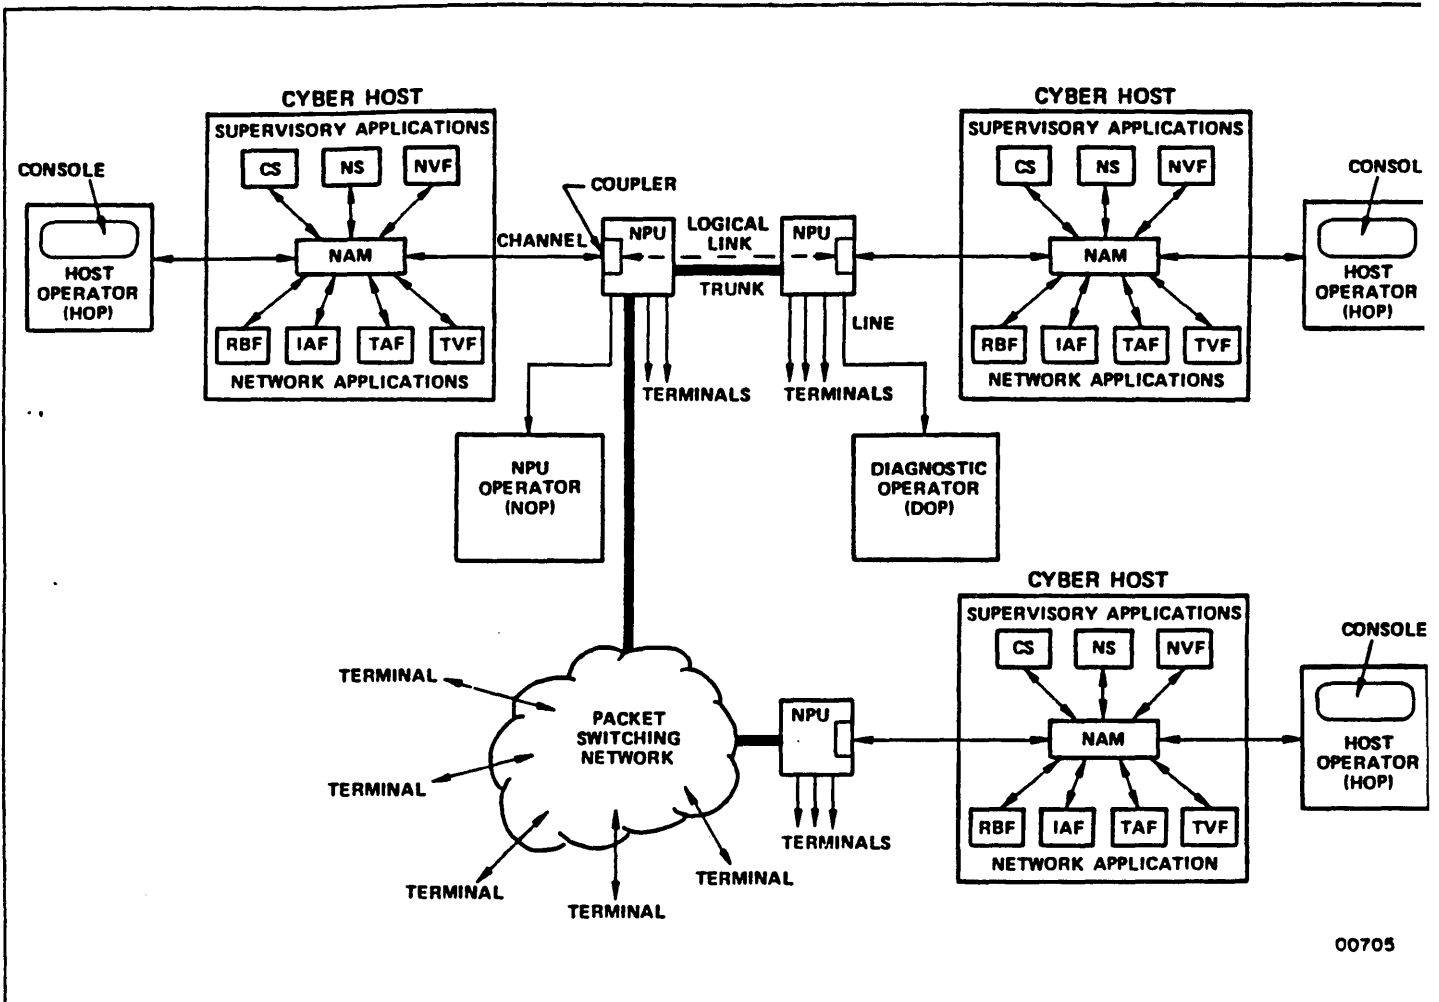 CYBER HOST
SUPERVISORY APPLICATIONS
CS NS NVF
NAM
RBF IAF TAF TVF
NETWORK APPLICATIONS
CONSOLE
HOST
OPERATOR
(HOP)
CHANNEL
COUPLER
NPU
LOGICAL
LINK
TRUNK
NPU
LINE
TERMINALS
TERMINALS
CYBER HOST
SUPERVISORY APPLICATIONS
CS NS NVF
NAM
RBF IAF TAF TVF
NETWORK APPLICATIONS
CONSOL
HOST
OPERATOR
(HOP)
NPU
OPERATOR
(NOP)
DIAGNOSTIC
OPERATOR
(DOP)
CYBER HOST
SUPERVISORY APPLICATIONS
CS NS NVF
NAM
RBF IAF TAF TVF
NETWORK APPLICATION
CONSOLE
HOST
OPERATOR
(HOP)
TERMINAL
PACKET
SWITCHING
NETWORK
NPU
TERMINAL
TERMINALS
TERMINAL
TERMINAL
TERMINAL
00705